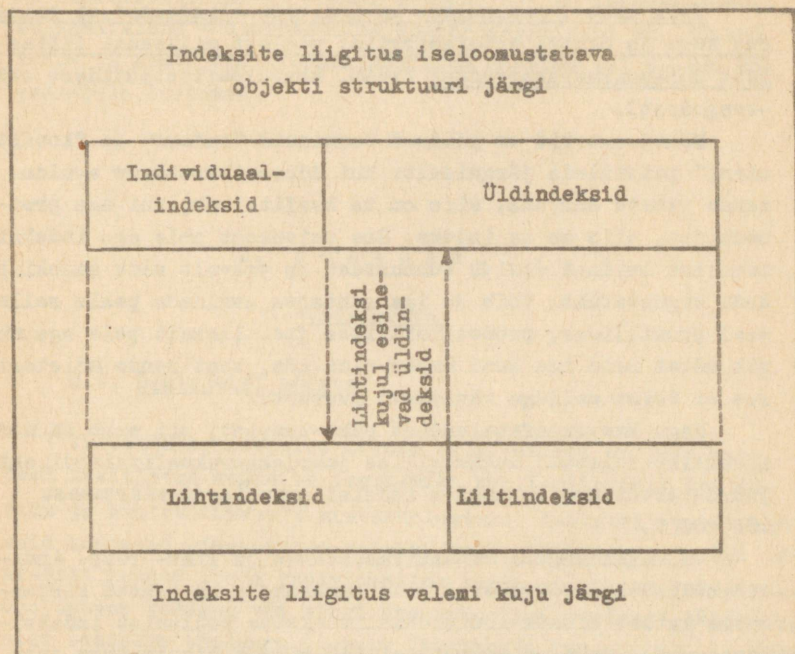 Indeksite liigitus iseloomustatava
objekti struktuuri järgi
Individuaal-
indeksid
Üldindeksid
Lihtindeksi
kujul esine-
vad üldin-
deksid
Lihtindeksid
Liitindeksid
Indeksite liigitus valemi kuju järgi